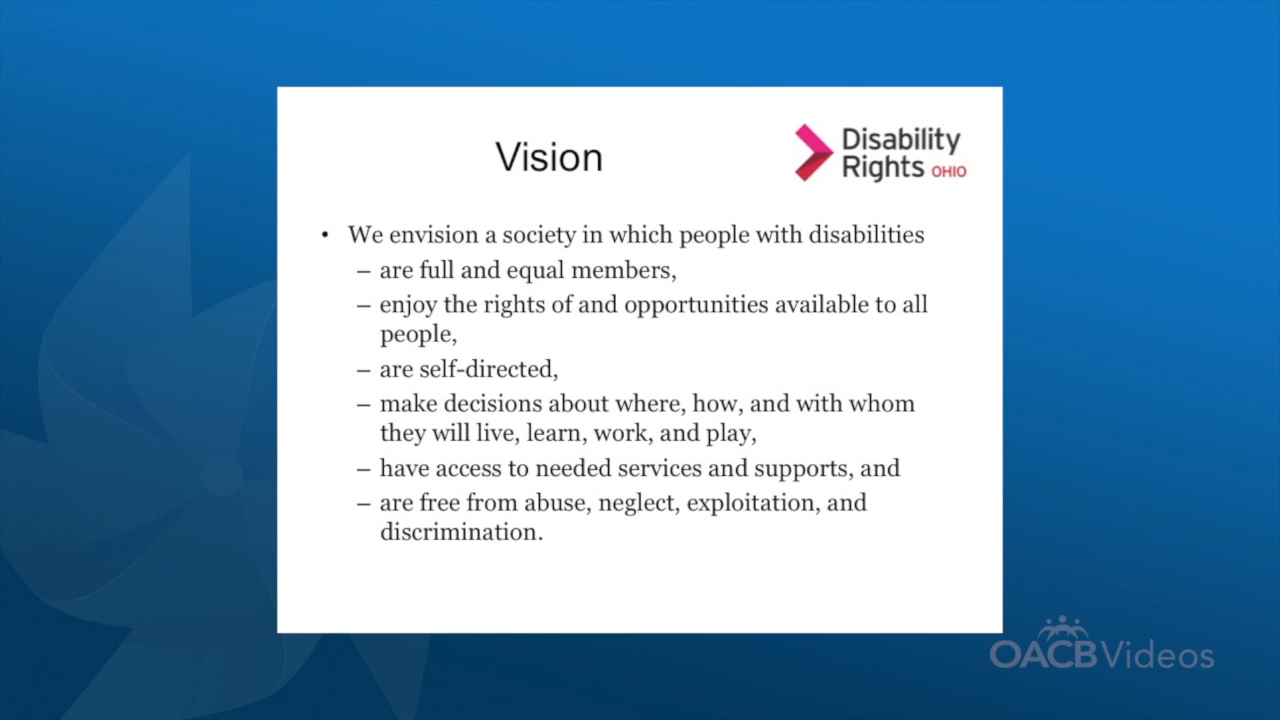 Vision
Disability
Rights OHIO
• We envision a society in which people with disabilities
– are full and equal members,
– enjoy the rights of and opportunities available to all
people,
– are self-directed,
– make decisions about where, how, and with whom
they will live, learn, work, and play,
– have access to needed services and supports, and
– are free from abuse, neglect, exploitation, and
discrimination.
OACBVideos